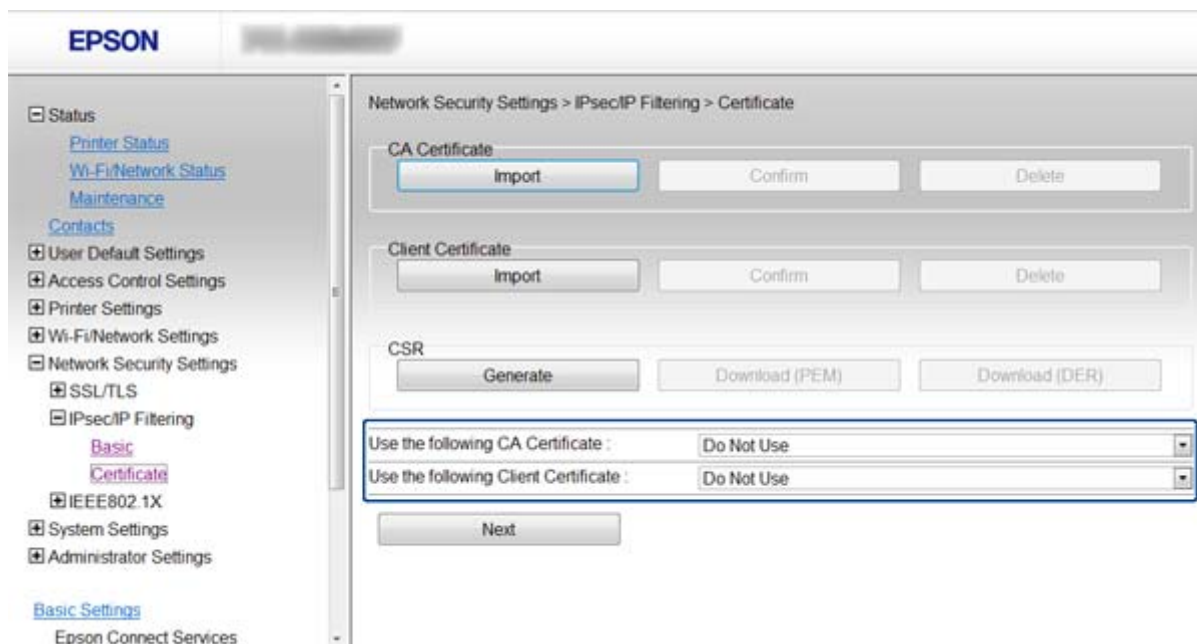 EPSON
Status
Printer Status
Wi-Fi/Network Status
Maintenance
Contacts
User Default Settings
Access Control Settings
Printer Settings
Wi-Fi/Network Settings
Network Security Settings
SSL/TLS
IPsec/IP Filtering
Basic
Certificate
IEEE802.1X
System Settings
Administrator Settings
Basic Settings
Epson Connect Services
Network Security Settings > IPsec/IP Filtering > Certificate
CA Certificate
Import Confirm Delete
Client Certificate
Import Confirm Delete
CSR
Generate Download (PEM) Download (DER)
Use the following CA Certificate : Do Not Use
Use the following Client Certificate : Do Not Use
Next